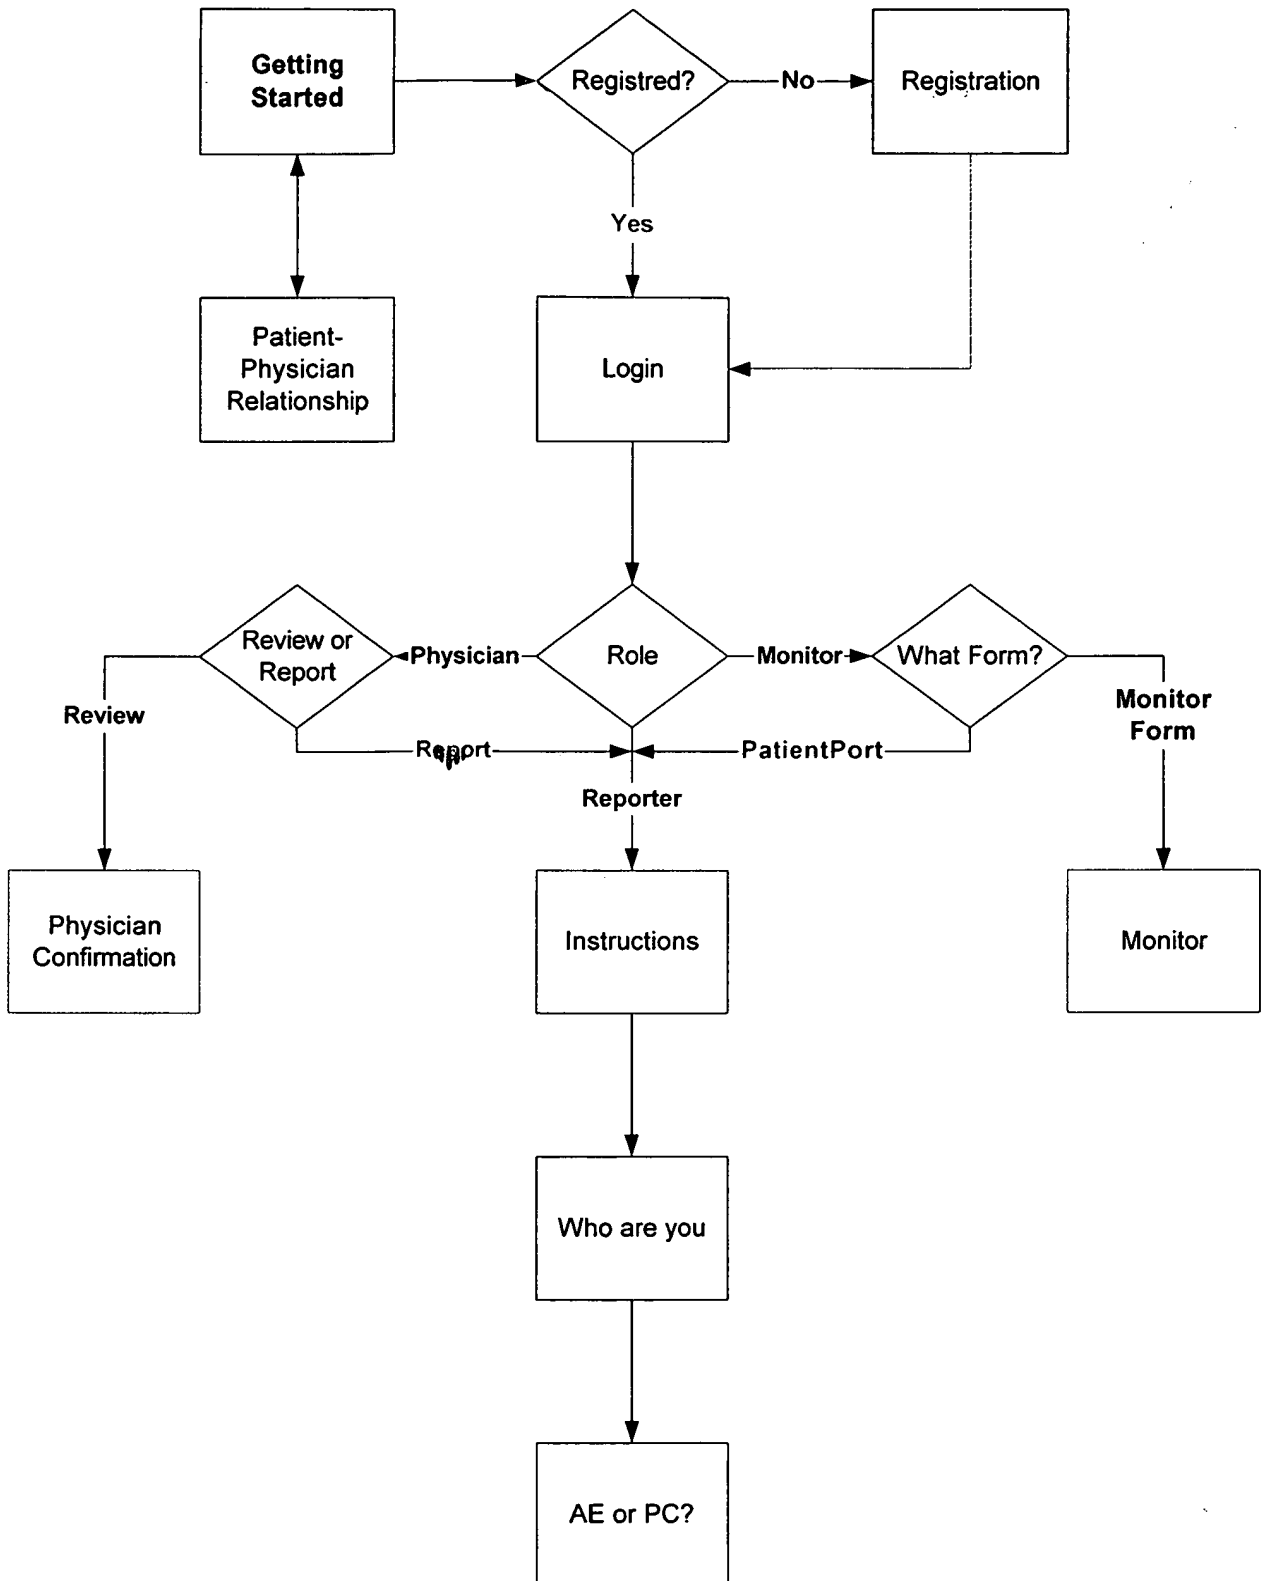 Getting
Started
Registred?
No
Registration
Yes
Patient-
Physician
Relationship
Login
Review or
Report
Physician
Role
Monitor
What Form?
Review
Monitor
Form
Report
PatientPort
Reporter
Physician
Confirmation
Instructions
Monitor
Who are you
AE or PC?